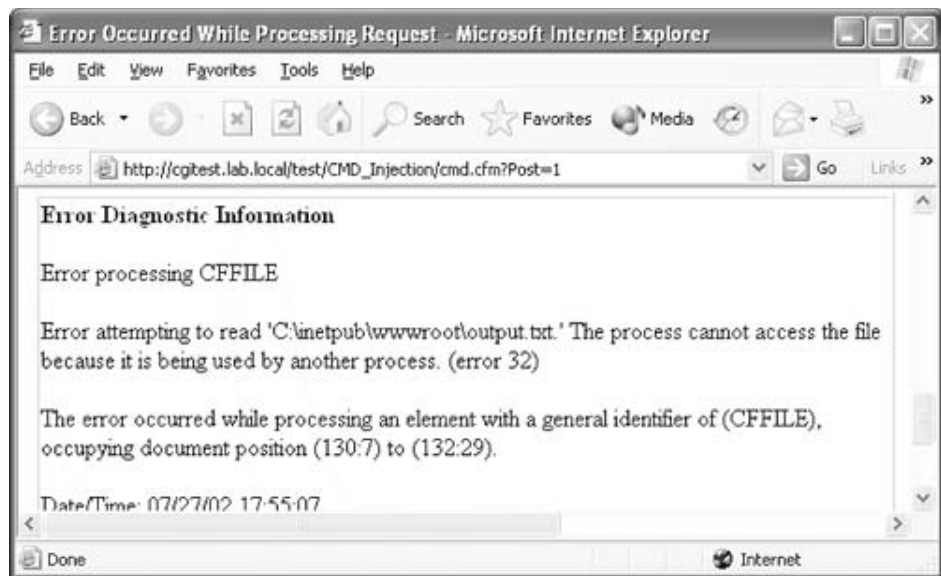 Error Occurred While Processing Request - Microsoft Internet Explorer
File Edit View Favorites Tools Help
Back Search Favorites Media »
Address http://cgitest.lab.local/test/CMD_Injection/cmd.cfm?Post=1 Go Links »
Error Diagnostic Information
Error processing CFFILE
Error attempting to read 'C:\inetpub\wwwroot\output.txt.' The process cannot access the file
because it is being used by another process. (error 32)
The error occurred while processing an element with a general identifier of (CFFILE),
occupying document position (130:7) to (132:29).
Date/Time: 07/27/02 17:55:07
Done Internet